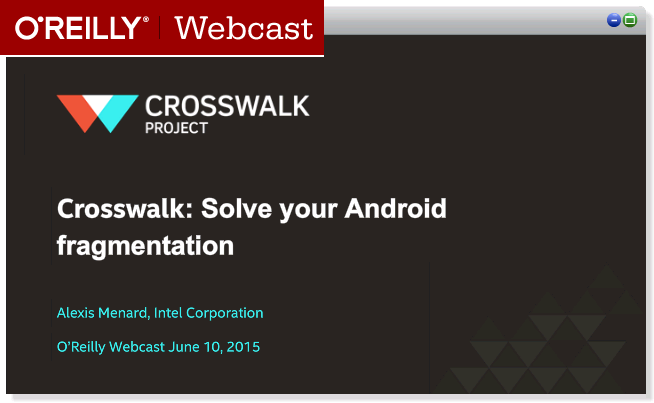 O'REILLY® Webcast
CROSSWALK
PROJECT
Crosswalk: Solve your Android
fragmentation
Alexis Menard, Intel Corporation
O'Reilly Webcast June 10, 2015